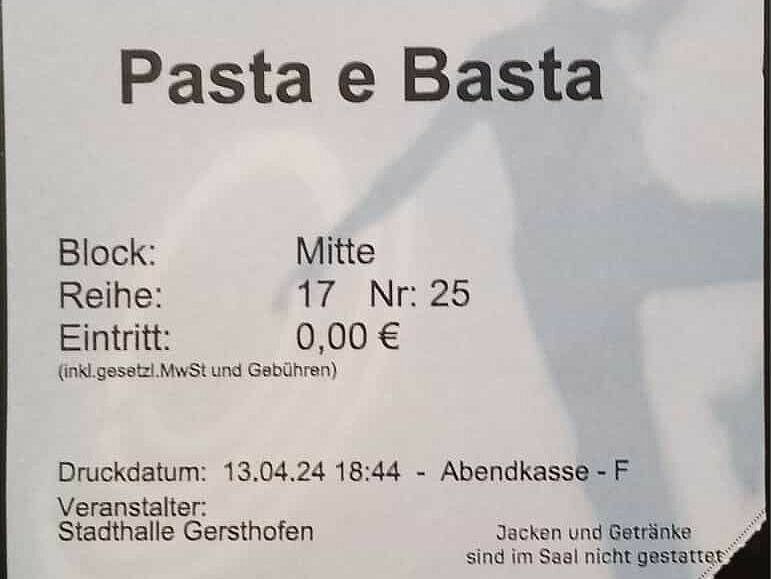 Pasta e Basta
Block: Mitte
Reihe: 17 Nr: 25
Eintritt: 0,00 €
(inkl.gesetzl.MwSt und Gebühren)
Druckdatum: 13.04.24 18:44 - Abendkasse - F
Veranstalter:
Stadthalle Gersthofen
Jacken und Getränke
sind im Saal nicht gestattet